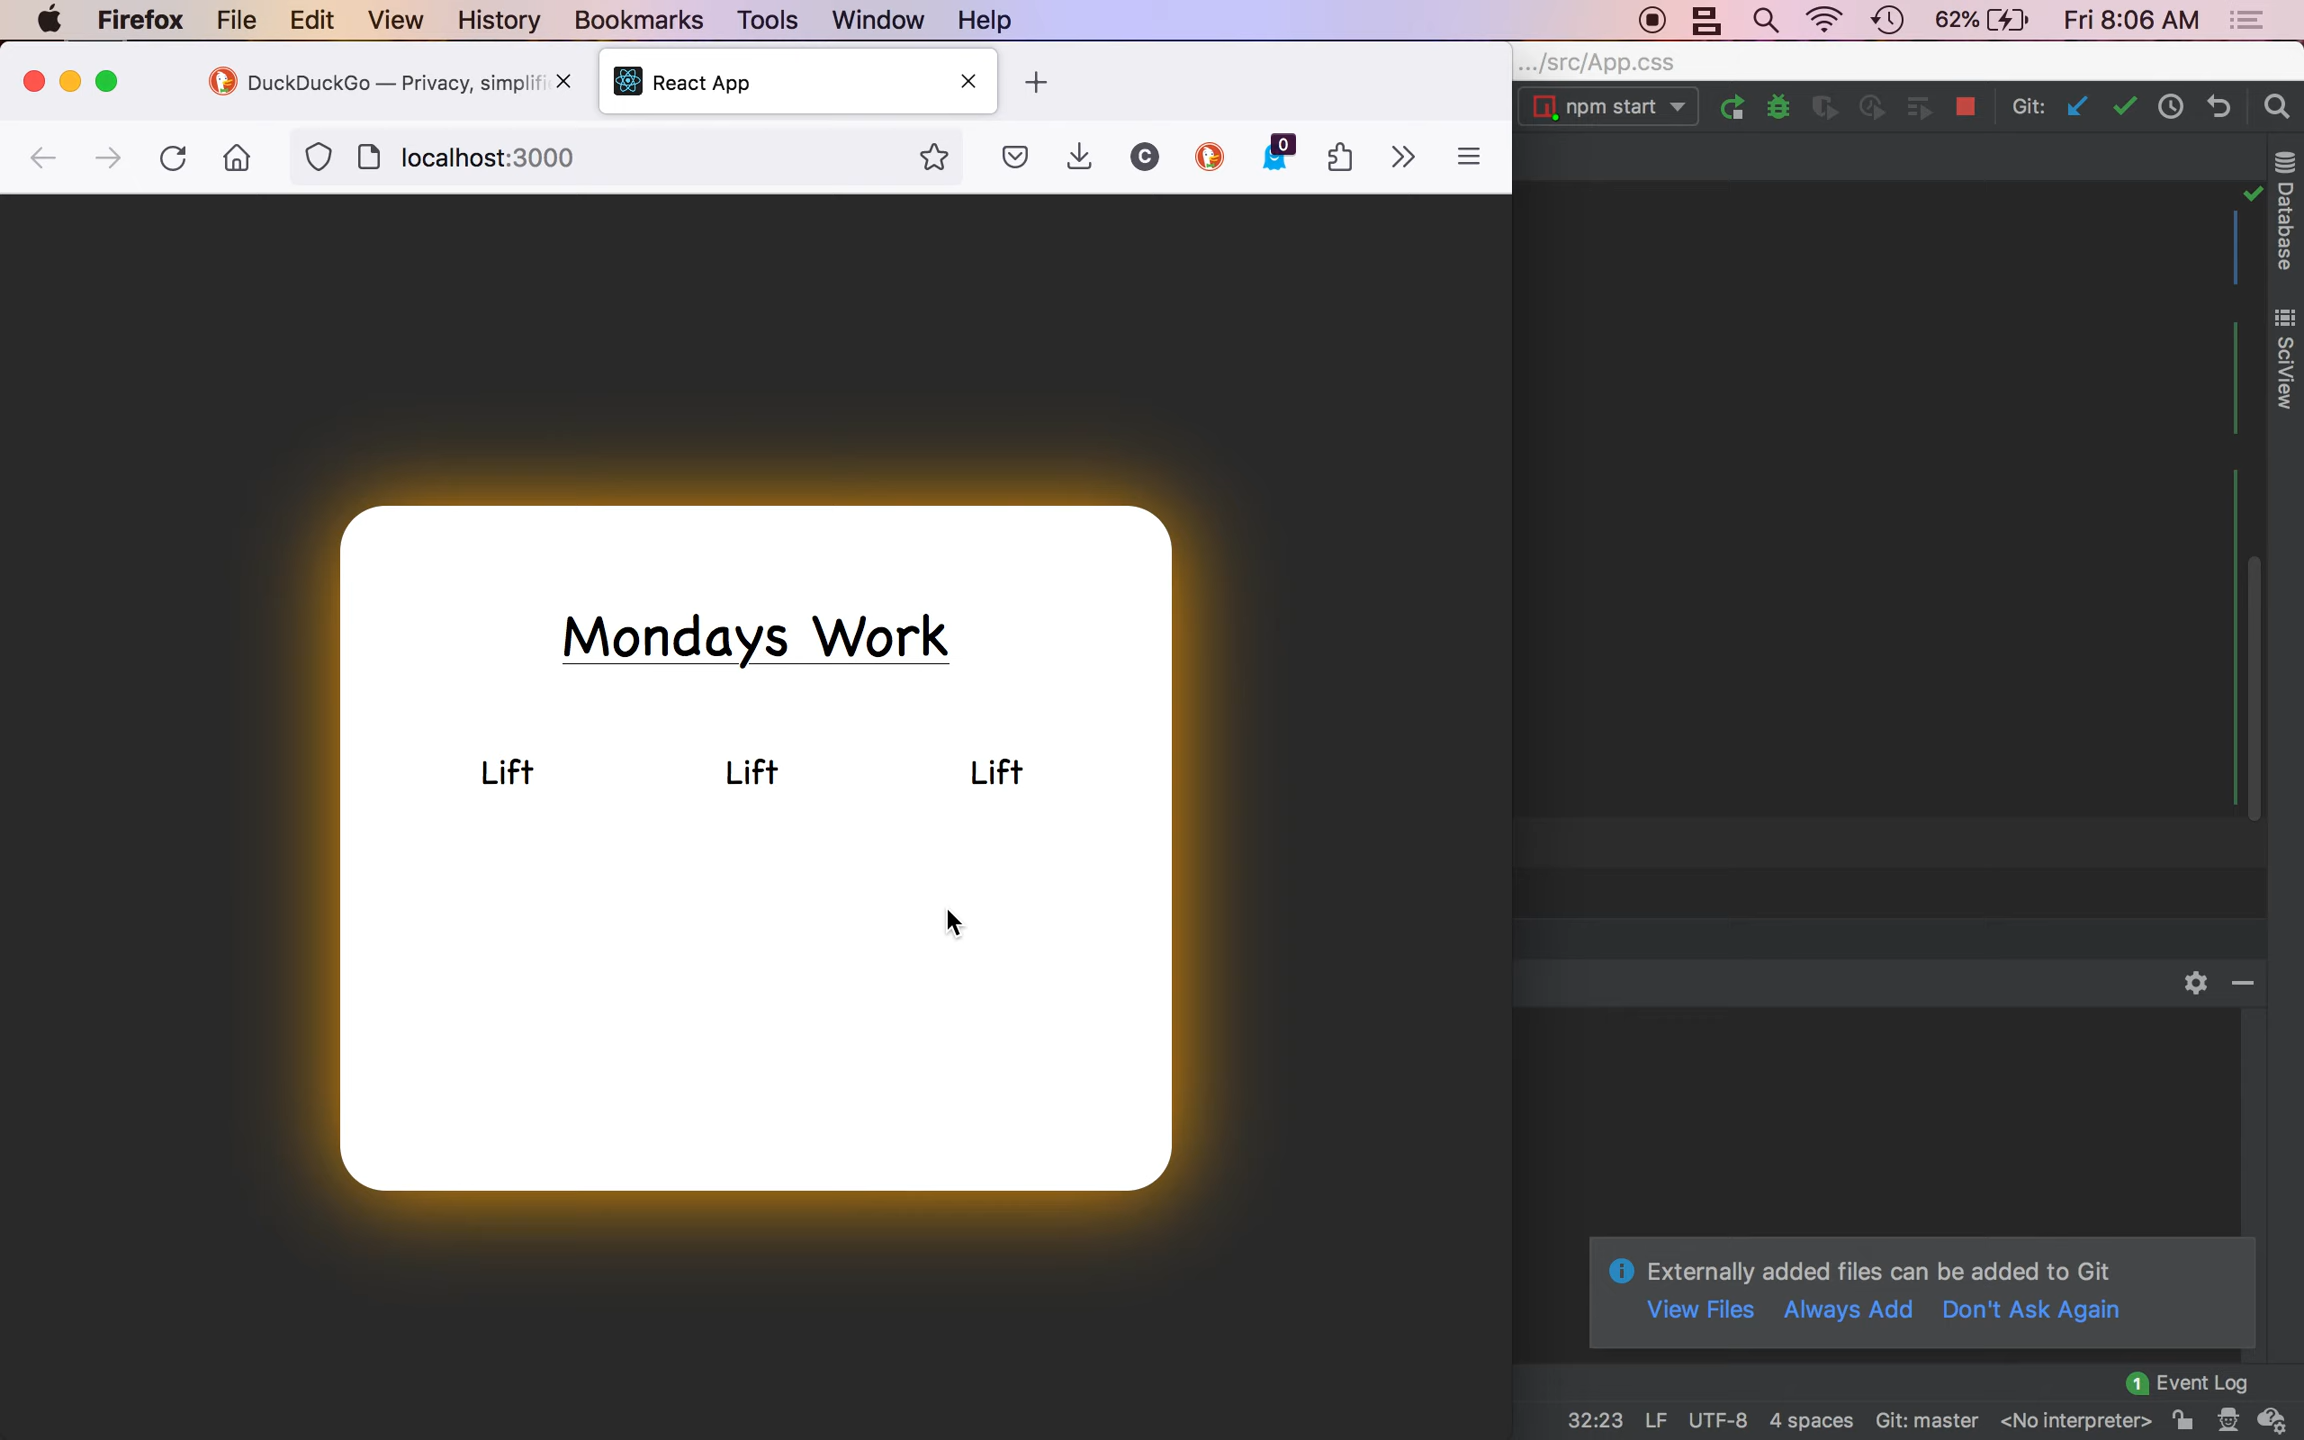 Firefox File Edit View History Bookmarks Tools Window Help 62% Fri 8:06 AM
.../src/App.css
DuckDuckGo — Privacy, simplifi React App
npm start Git:
localhost:3000 C 0
Database
SciView
Mondays Work
Lift Lift Lift
Externally added files can be added to Git
View Files Always Add Don't Ask Again
1 Event Log
32:23 LF UTF-8 4 spaces Git: master <No interpreter>